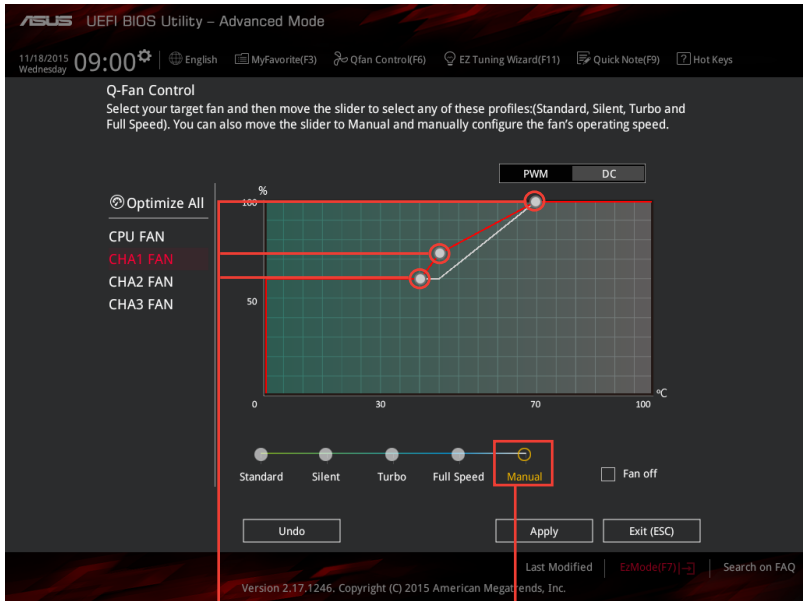 ASUS UEFI BIOS Utility – Advanced Mode
11/18/2015
Wednesday
09:00
English
MyFavorite(F3)
Qfan Control(F6)
EZ Tuning Wizard(F11)
Quick Note(F9)
? Hot Keys
Q-Fan Control
Select your target fan and then move the slider to select any of these profiles:(Standard, Silent, Turbo and
Full Speed). You can also move the slider to Manual and manually configure the fan's operating speed.
PWM
DC
Optimize All
CPU FAN
CHA1 FAN
CHA2 FAN
CHA3 FAN
%
100
50
0
30
70
100
ºC
Standard
Silent
Turbo
Full Speed
Manual
Fan off
Undo
Apply
Exit (ESC)
Last Modified
EzMode(F7)
Search on FAQ
Version 2.17.1246. Copyright (C) 2015 American Megatrends, Inc.